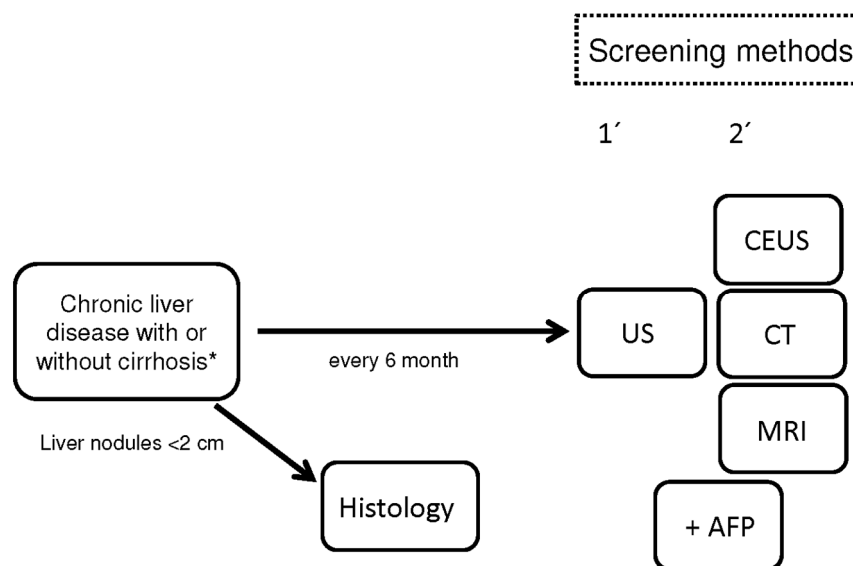 Screening methods
1´ 2´
CEUS
Chronic liver
disease with or
without cirrhosis*
every 6 month
US
CT
MRI
Liver nodules <2 cm
Histology
+ AFP